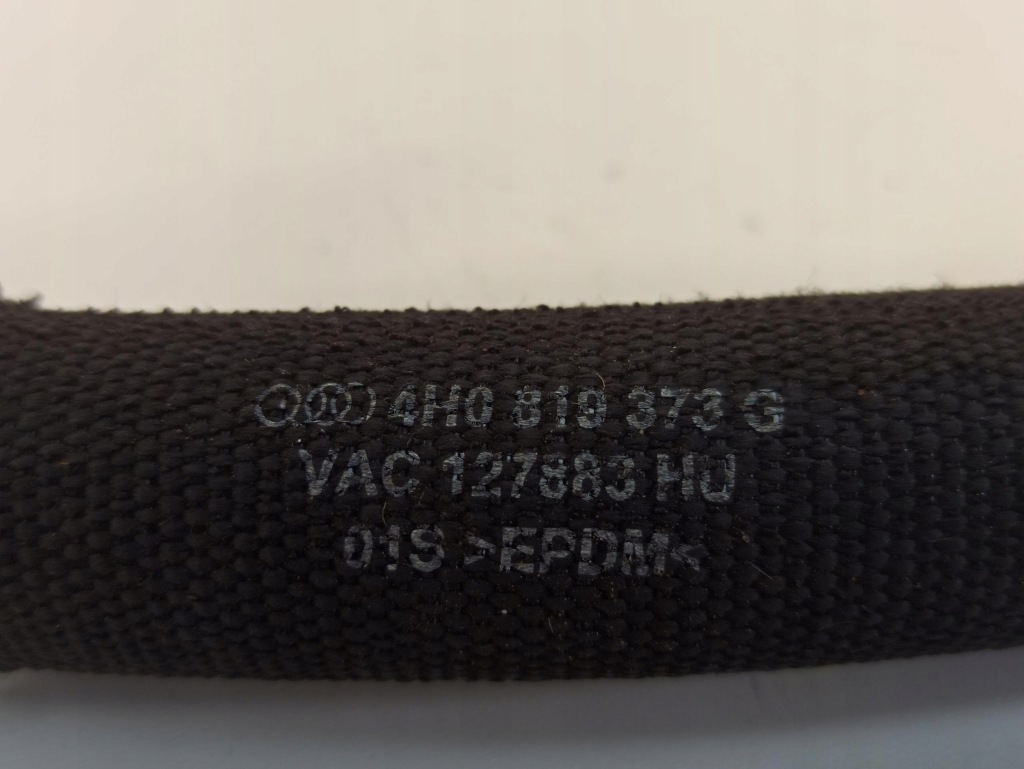 4H0 819 373 G
VAC 127883 HU
01S >EPDM<